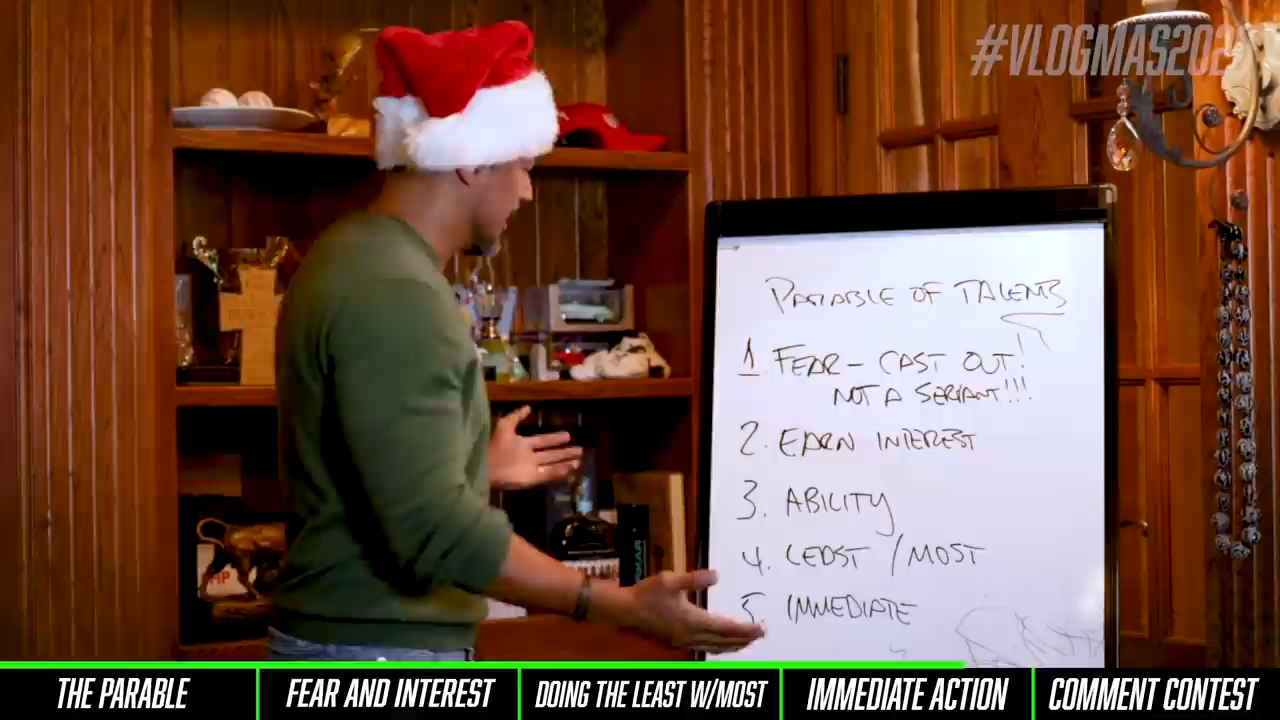 #VLOGMAS202
PARABLE OF TALENTS
1. FEAR - CAST OUT!
NOT A SERVANT!!!
2. EARN INTEREST
3. ABILITY
4. LEAST / MOST
5. IMMEDIATE
THE PARABLE
FEAR AND INTEREST
DOING THE LEAST W/MOST
IMMEDIATE ACTION
COMMENT CONTEST